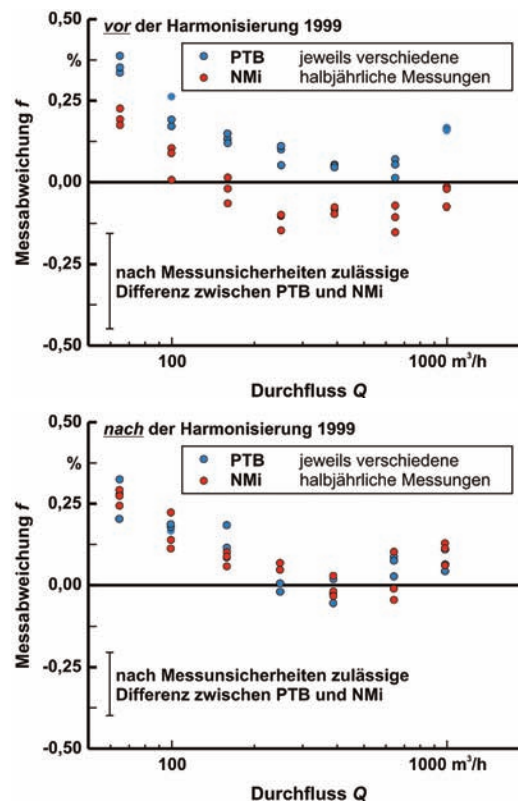 vor der Harmonisierung 1999
0,50
%
0,25
0,00
-0,25
-0,50
Messabweichung f
PTB jeweils verschiedene
NMi halbjährliche Messungen
nach Messunsicherheiten zulässige
Differenz zwischen PTB und NMi
100 1000 m³/h
Durchfluss Q
nach der Harmonisierung 1999
0,50
%
0,25
0,00
-0,25
-0,50
Messabweichung f
PTB jeweils verschiedene
NMi halbjährliche Messungen
nach Messunsicherheiten zulässige
Differenz zwischen PTB und NMi
100 1000 m³/h
Durchfluss Q